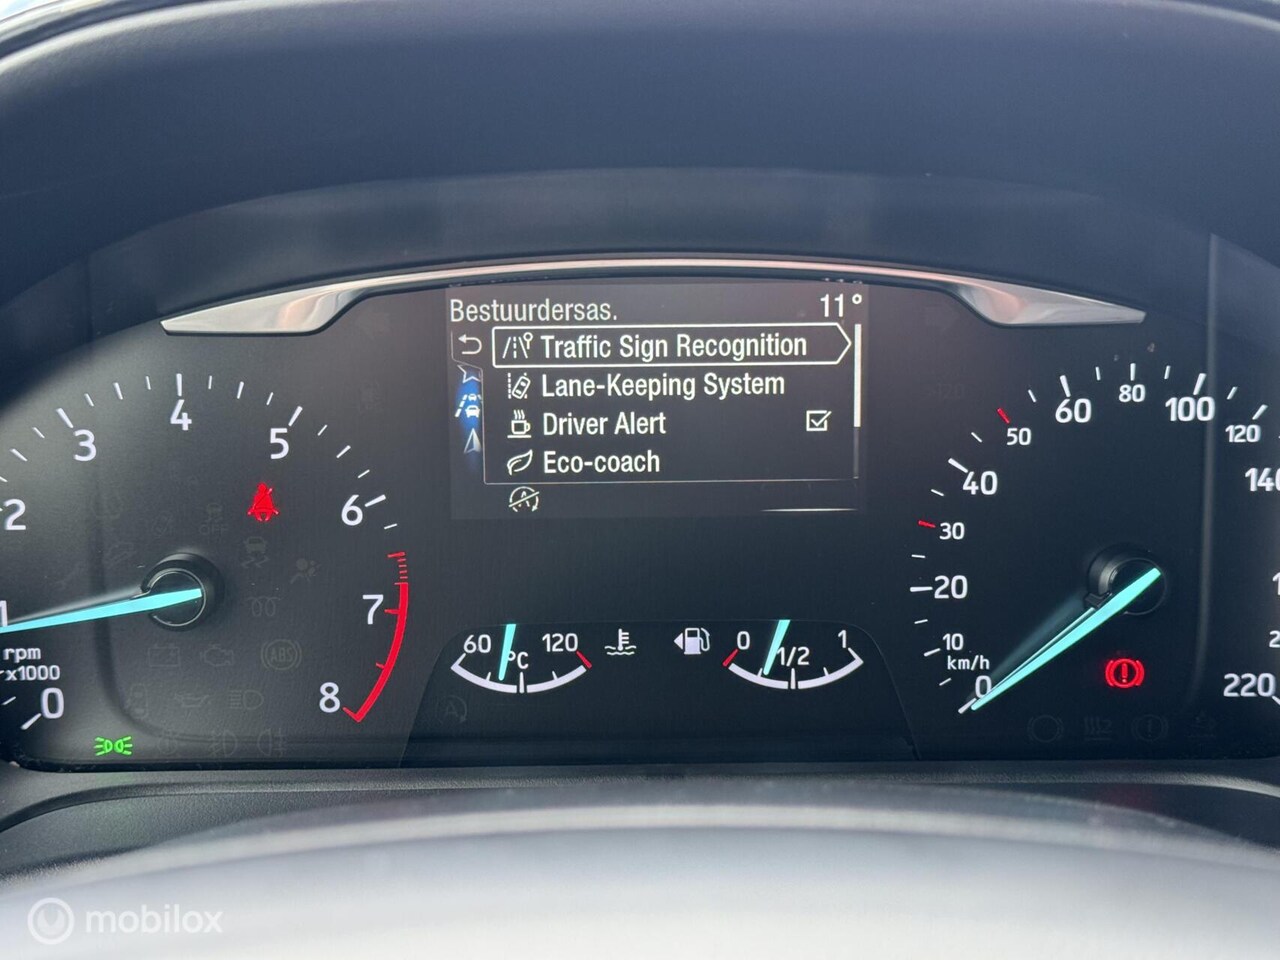 Bestuurdersas. 11°
Traffic Sign Recognition
Lane-Keeping System
Driver Alert
Eco-coach
0
1
2
3
4
5
6
7
8
rpm
x1000
60 120
°C
0 1/2 1
0
10
20
30
40
50
60
80
100
120
140
220
km/h
ABS
mobilox